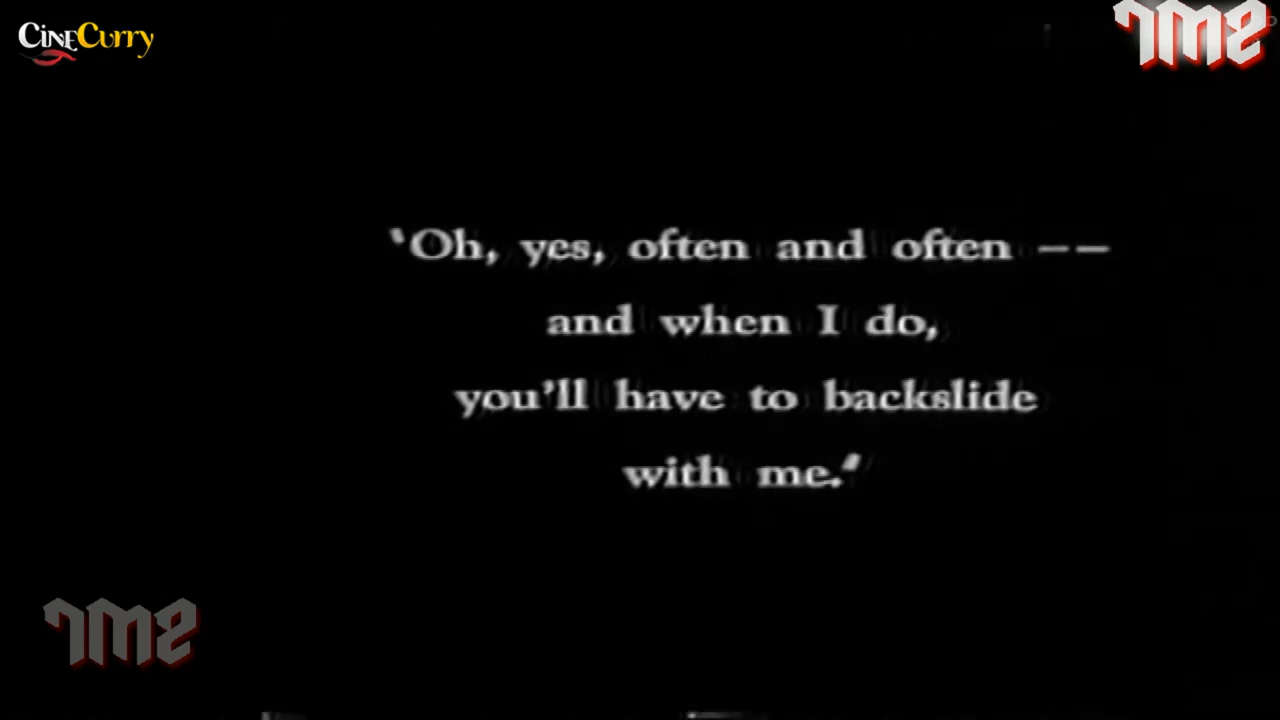 CineCurry
'Oh, yes, often and often --
and when I do,
you'll have to backslide
with me.'